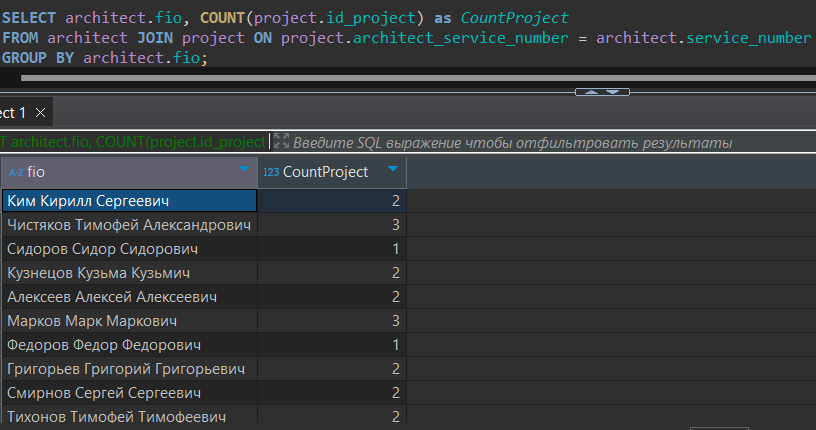 SELECT architect.fio, COUNT(project.id_project) as CountProject
FROM architect JOIN project ON project.architect_service_number = architect.service_number
GROUP BY architect.fio;
ect 1 ×
T architect.fio, COUNT(project.id_project Введите SQL выражение чтобы отфильтровать результаты
A-Z fio 123 CountProject
Ким Кирилл Сергеевич 2
Чистяков Тимофей Александрович 3
Сидоров Сидор Сидорович 1
Кузнецов Кузьма Кузьмич 2
Алексеев Алексей Алексеевич 2
Марков Марк Маркович 3
Федоров Федор Федорович 1
Григорьев Григорий Григорьевич 2
Смирнов Сергей Сергеевич 2
Тихонов Тимофей Тимофеевич 2